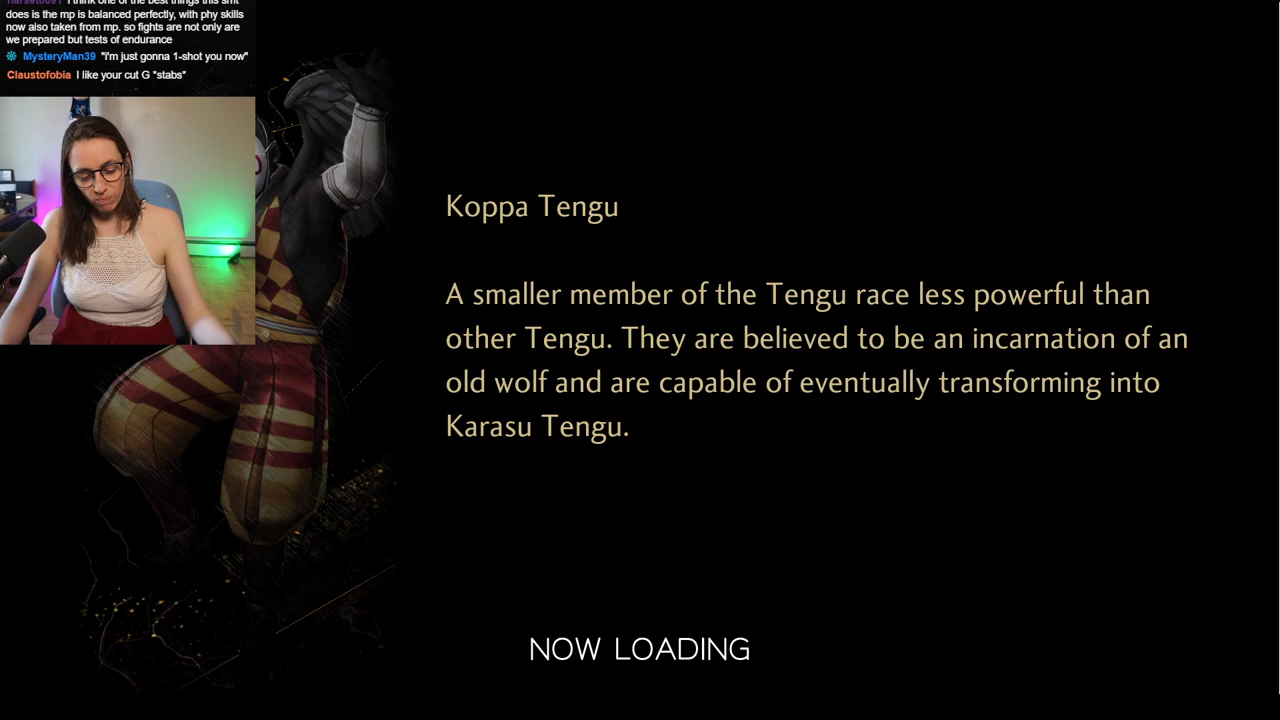 I think one of the best things this smt
does is the mp is balanced perfectly, with phy skills
now also taken from mp. so fights are not only are
we prepared but tests of endurance
MysteryMan39 "i'm just gonna 1-shot you now"
Claustofobia I like your cut G *stabs*
Koppa Tengu
A smaller member of the Tengu race less powerful than
other Tengu. They are believed to be an incarnation of an
old wolf and are capable of eventually transforming into
Karasu Tengu.
NOW LOADING